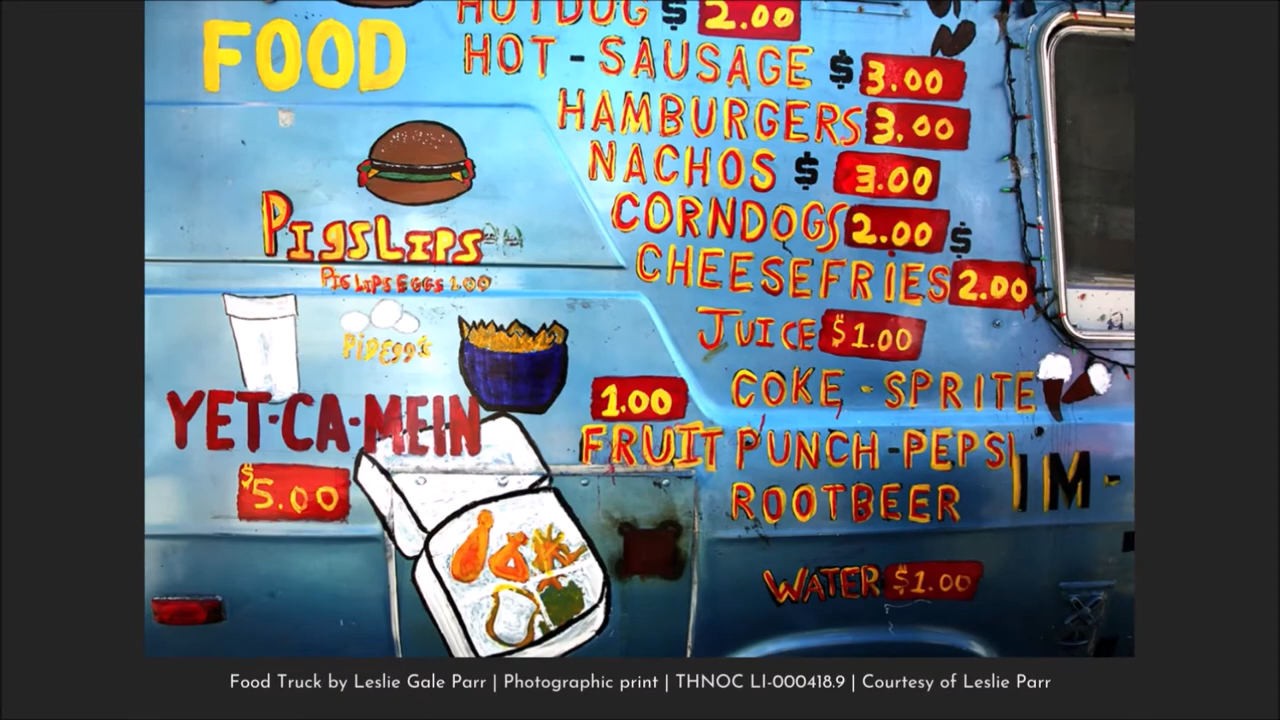 HOTDOG $ 2.00
FOOD
HOT - SAUSAGE $ 3.00
HAMBURGERS 3.00
NACHOS $ 3.00
CORNDOGS 2.00 $
PIgSLIPS
CHEESEFRIES 2.00
PIG LIPS EGGS 1.00
JUICE $1.00
COKE - SPRITE
YET-CA-MEIN
$5.00
1.00
FRUIT PUNCH - PEPSI
IM -
ROOTBEER
WATER $1.00
Food Truck by Leslie Gale Parr | Photographic print | THNOC LI-000418.9 | Courtesy of Leslie Parr